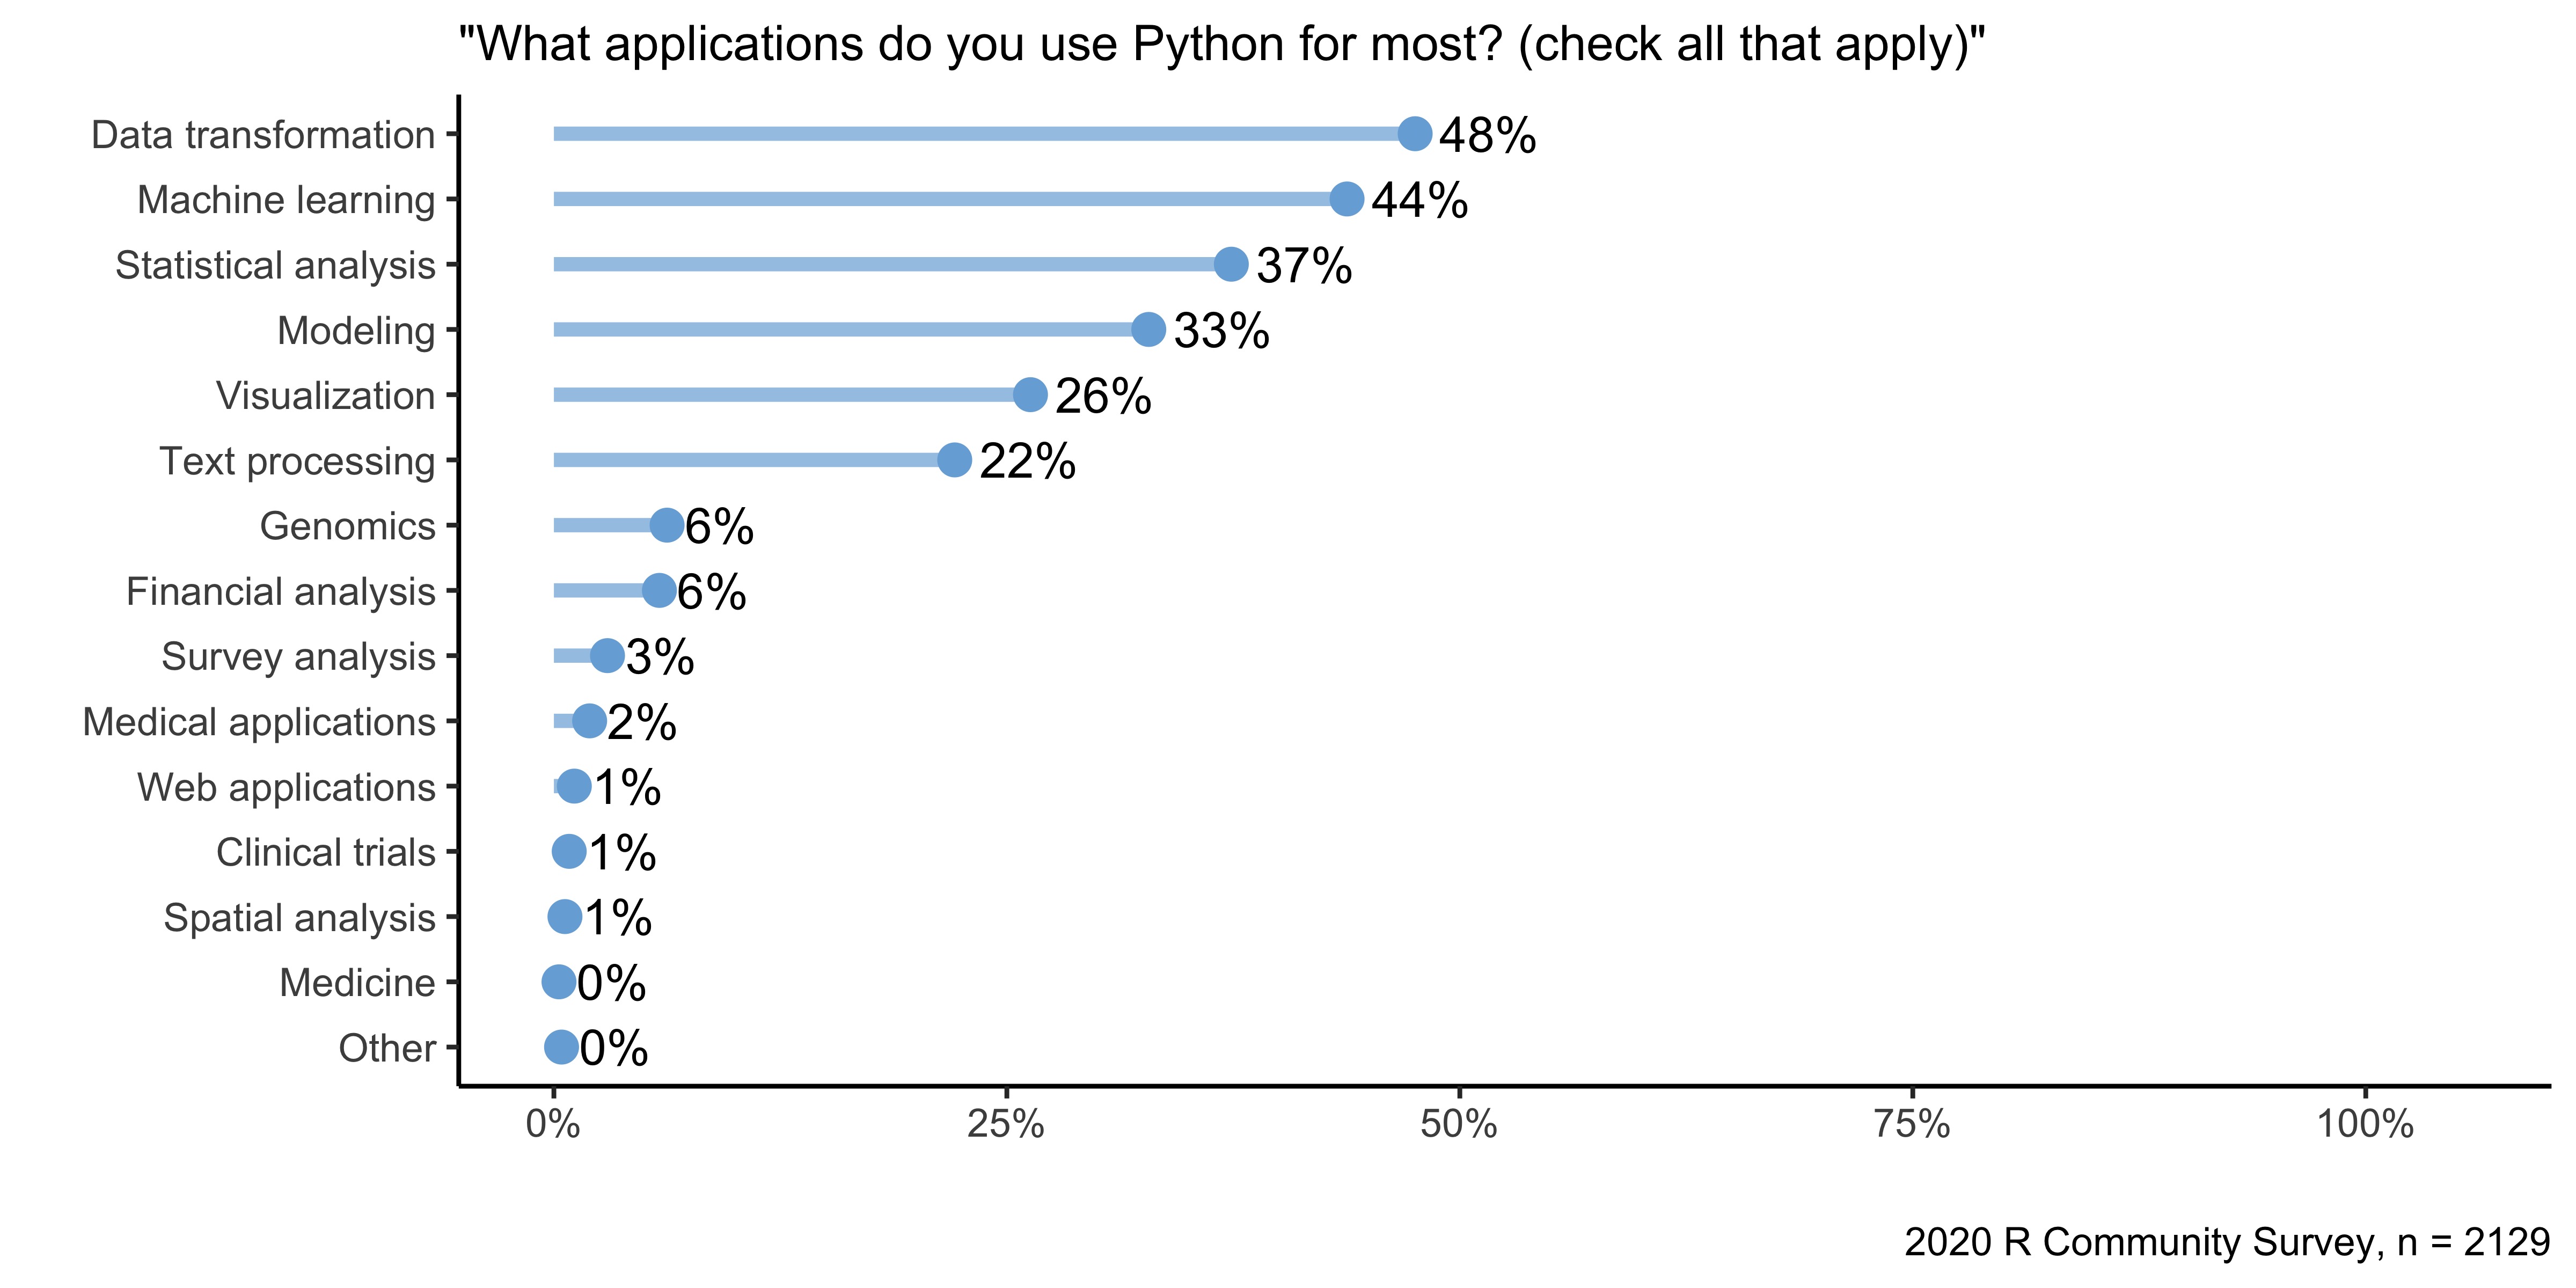 "What applications do you use Python for most? (check all that apply)"
Data transformation 48%
Machine learning 44%
Statistical analysis 37%
Modeling 33%
Visualization 26%
Text processing 22%
Genomics 6%
Financial analysis 6%
Survey analysis 3%
Medical applications 2%
Web applications 1%
Clinical trials 1%
Spatial analysis 1%
Medicine 0%
Other 0%
0% 25% 50% 75% 100%
2020 R Community Survey, n = 2129